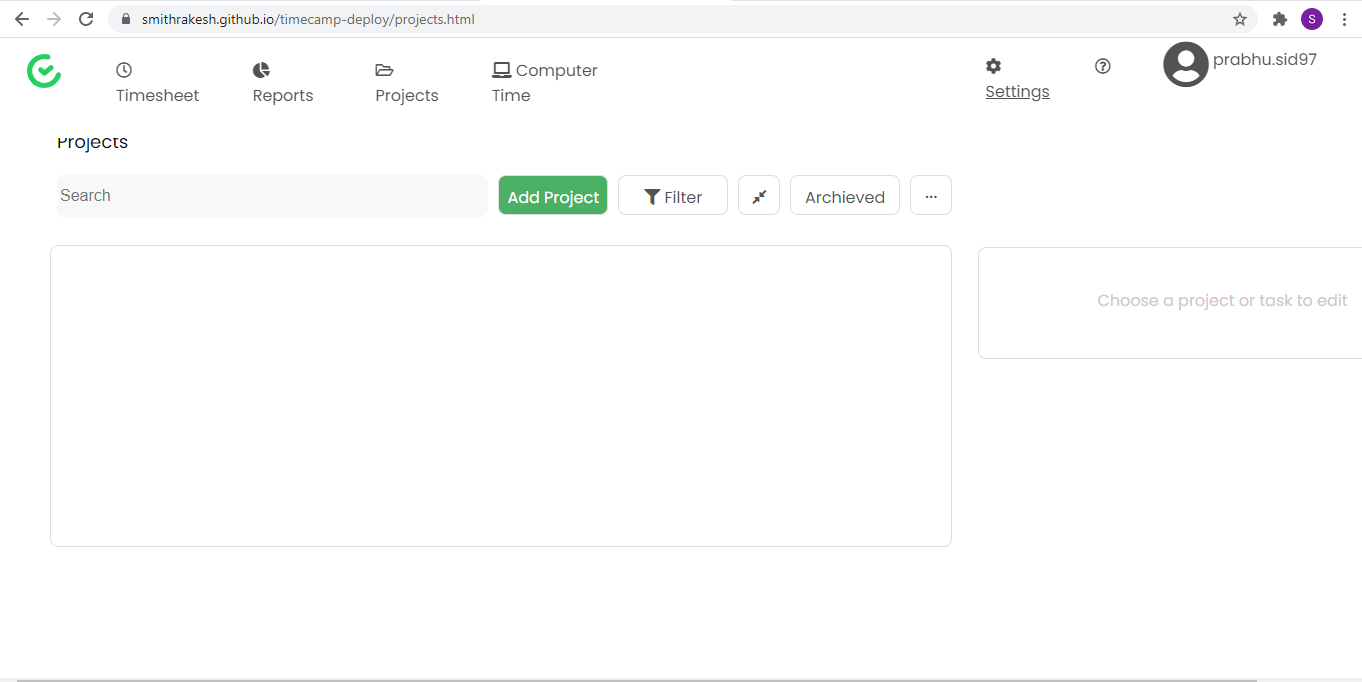 smithrakesh.github.io/timecamp-deploy/projects.html
S
Timesheet
Reports
Projects
Computer
Time
Settings
prabhu.sid97
Projects
Search
Add Project
Filter
Archieved
...
Choose a project or task to edit